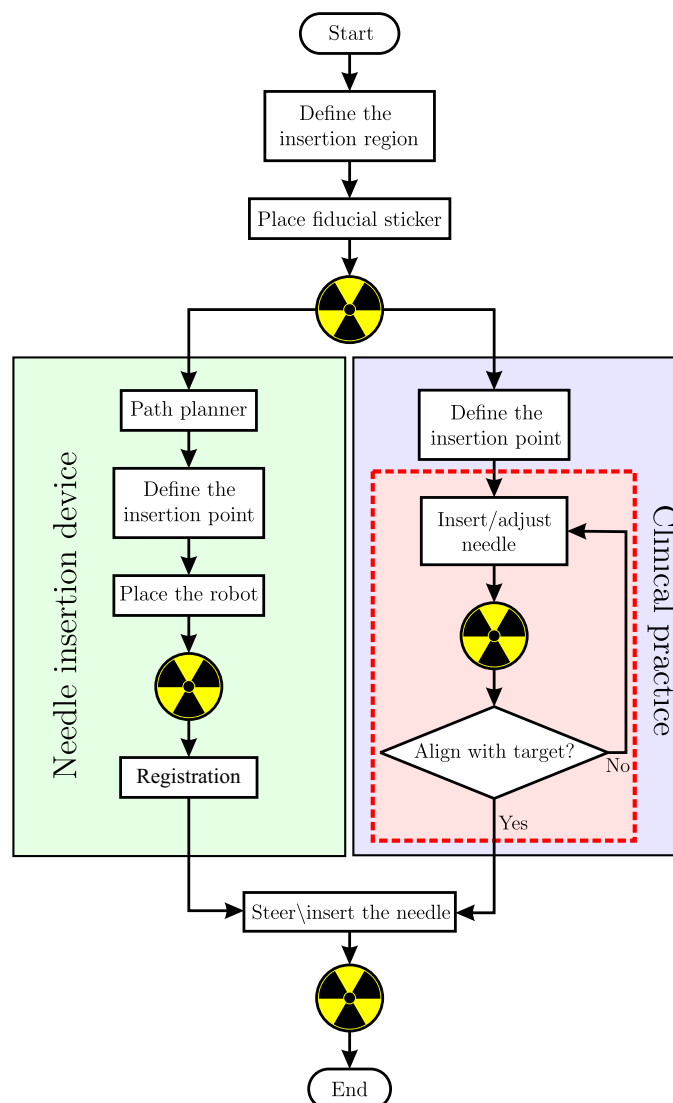 Start
Define the
insertion region
Place fiducial sticker
Needle insertion device
Path planner
Define the
insertion point
Place the robot
Registration
Clinical practice
Define the
insertion point
Insert/adjust
needle
Align with target?
No
Yes
Steer\insert the needle
End